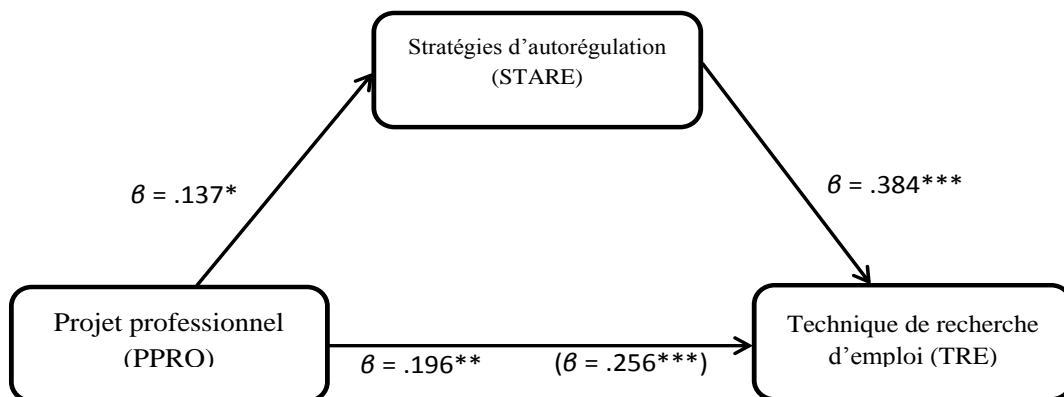 Stratégies d’autorégulation
(STARE)
β = .137*
β = .384***
Projet professionnel
(PPRO)
β = .196**
(β = .256***)
Technique de recherche
d’emploi (TRE)